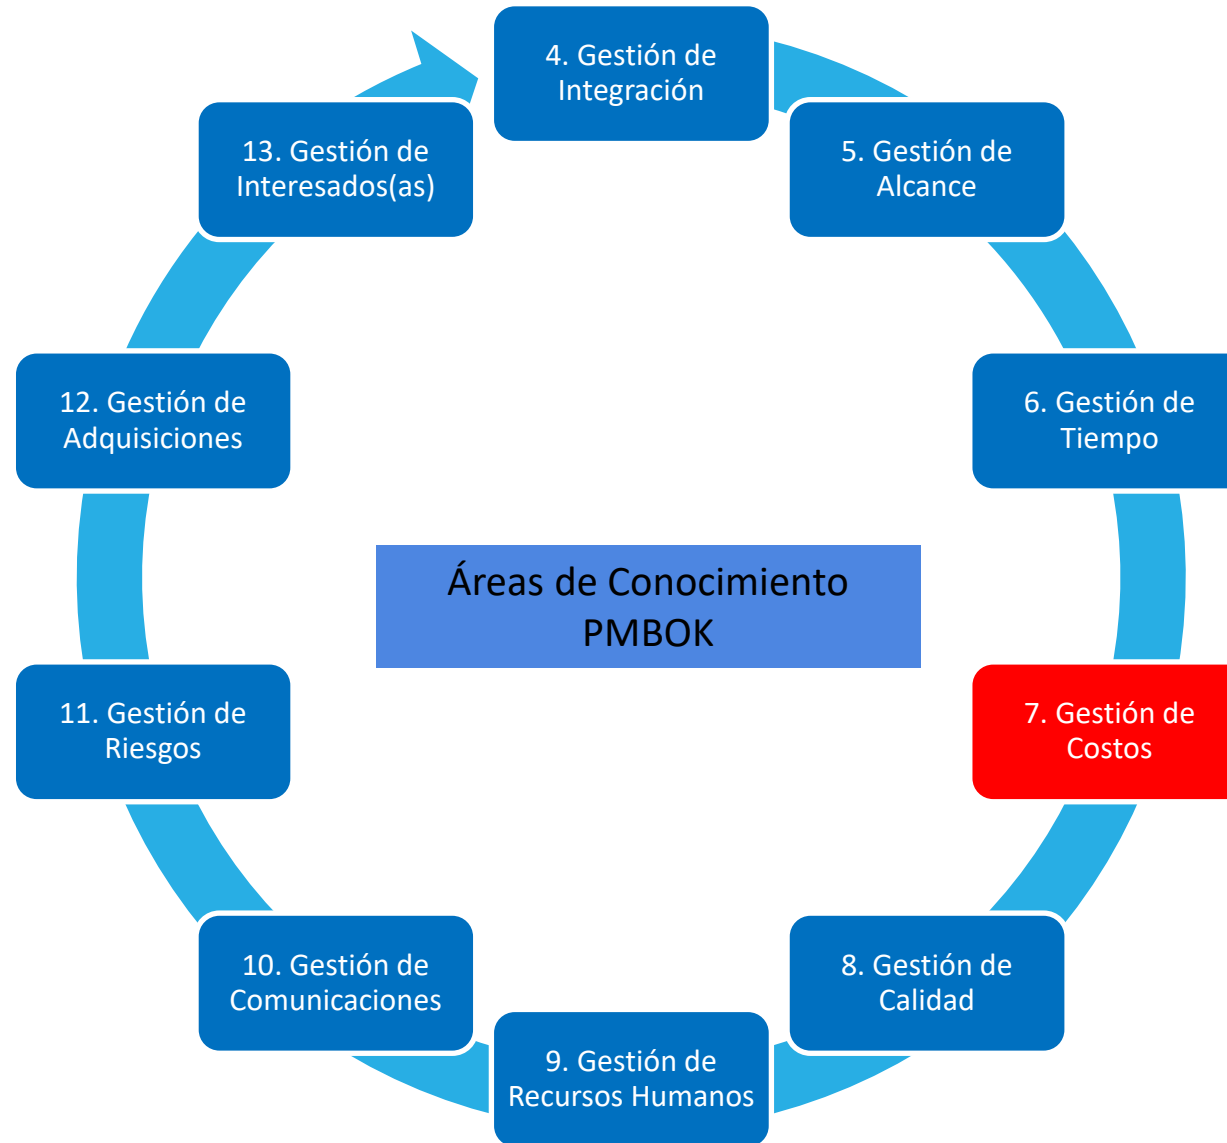 4. Gestión de
Integración
5. Gestión de
Alcance
6. Gestión de
Tiempo
7. Gestión de
Costos
8. Gestión de
Calidad
9. Gestión de
Recursos Humanos
10. Gestión de
Comunicaciones
11. Gestión de
Riesgos
12. Gestión de
Adquisiciones
13. Gestión de
Interesados(as)
Áreas de Conocimiento
PMBOK